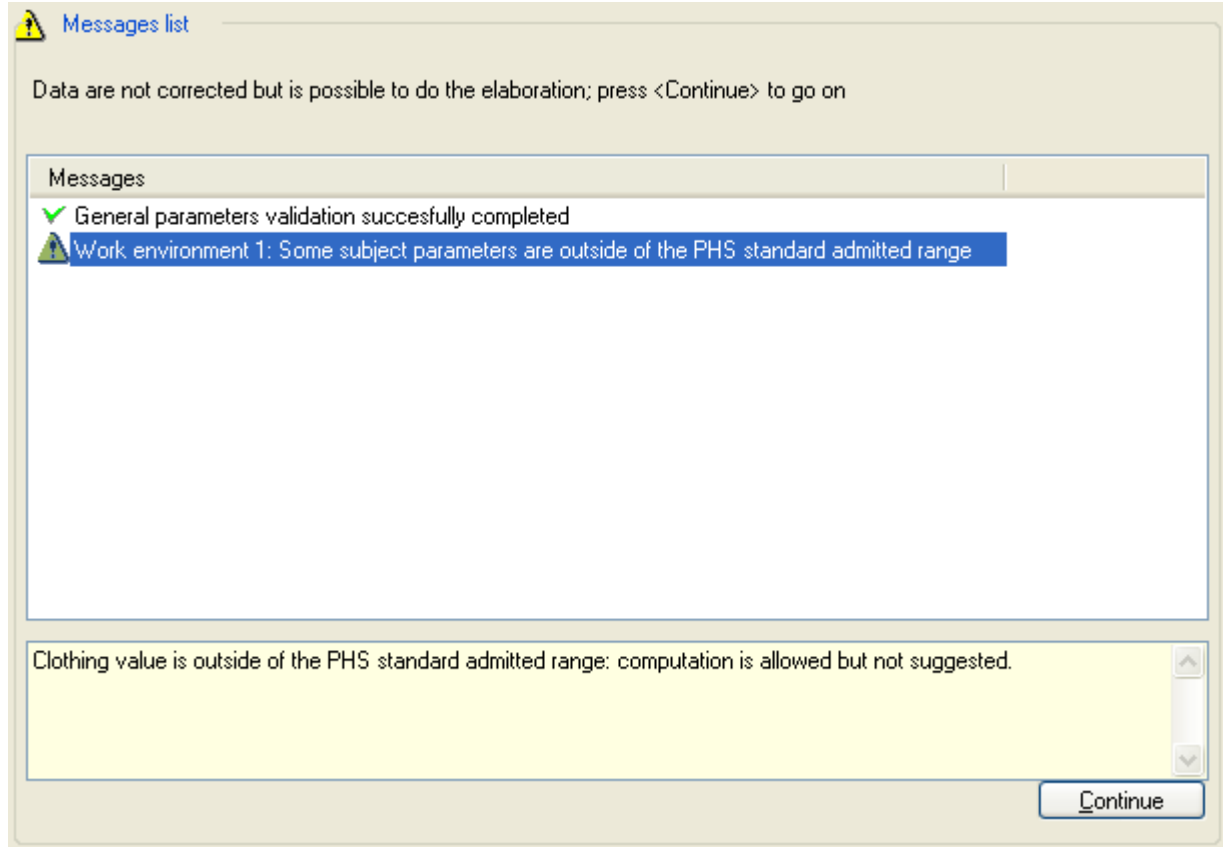 Messages list
Data are not corrected but is possible to do the elaboration; press <Continue> to go on
Messages
General parameters validation succesfully completed
Work environment 1: Some subject parameters are outside of the PHS standard admitted range
Clothing value is outside of the PHS standard admitted range: computation is allowed but not suggested.
Continue